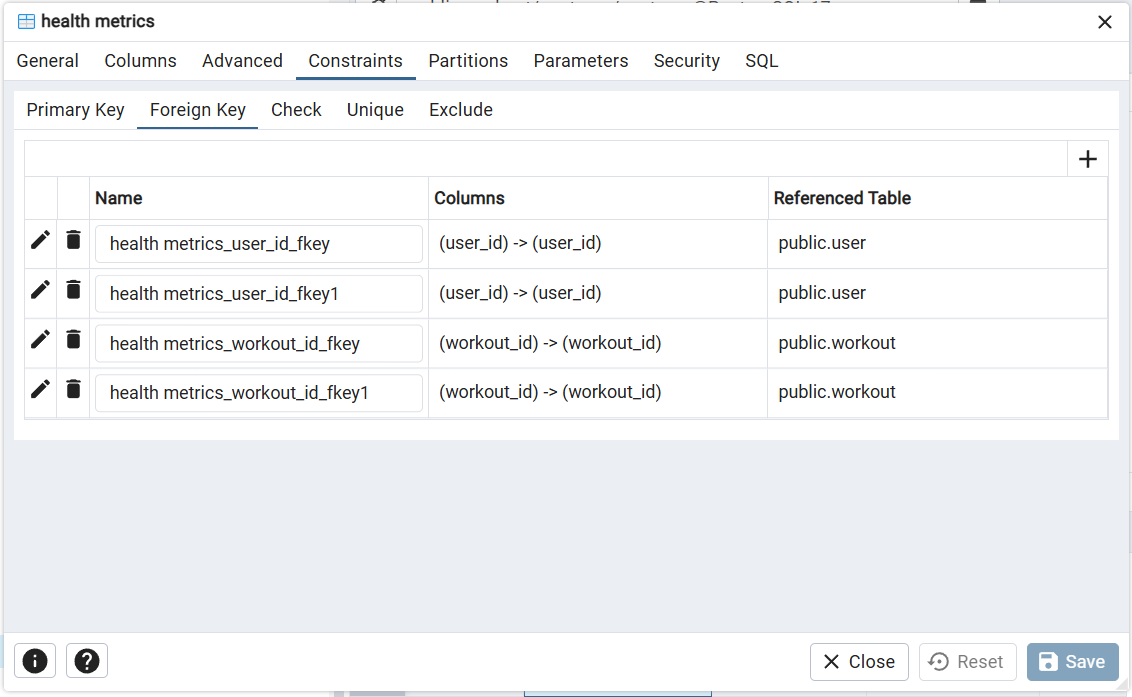 health metrics
General Columns Advanced Constraints Partitions Parameters Security SQL
Primary Key Foreign Key Check Unique Exclude
Name Columns Referenced Table
health metrics_user_id_fkey (user_id) -> (user_id) public.user
health metrics_user_id_fkey1 (user_id) -> (user_id) public.user
health metrics_workout_id_fkey (workout_id) -> (workout_id) public.workout
health metrics_workout_id_fkey1 (workout_id) -> (workout_id) public.workout
Close Reset Save